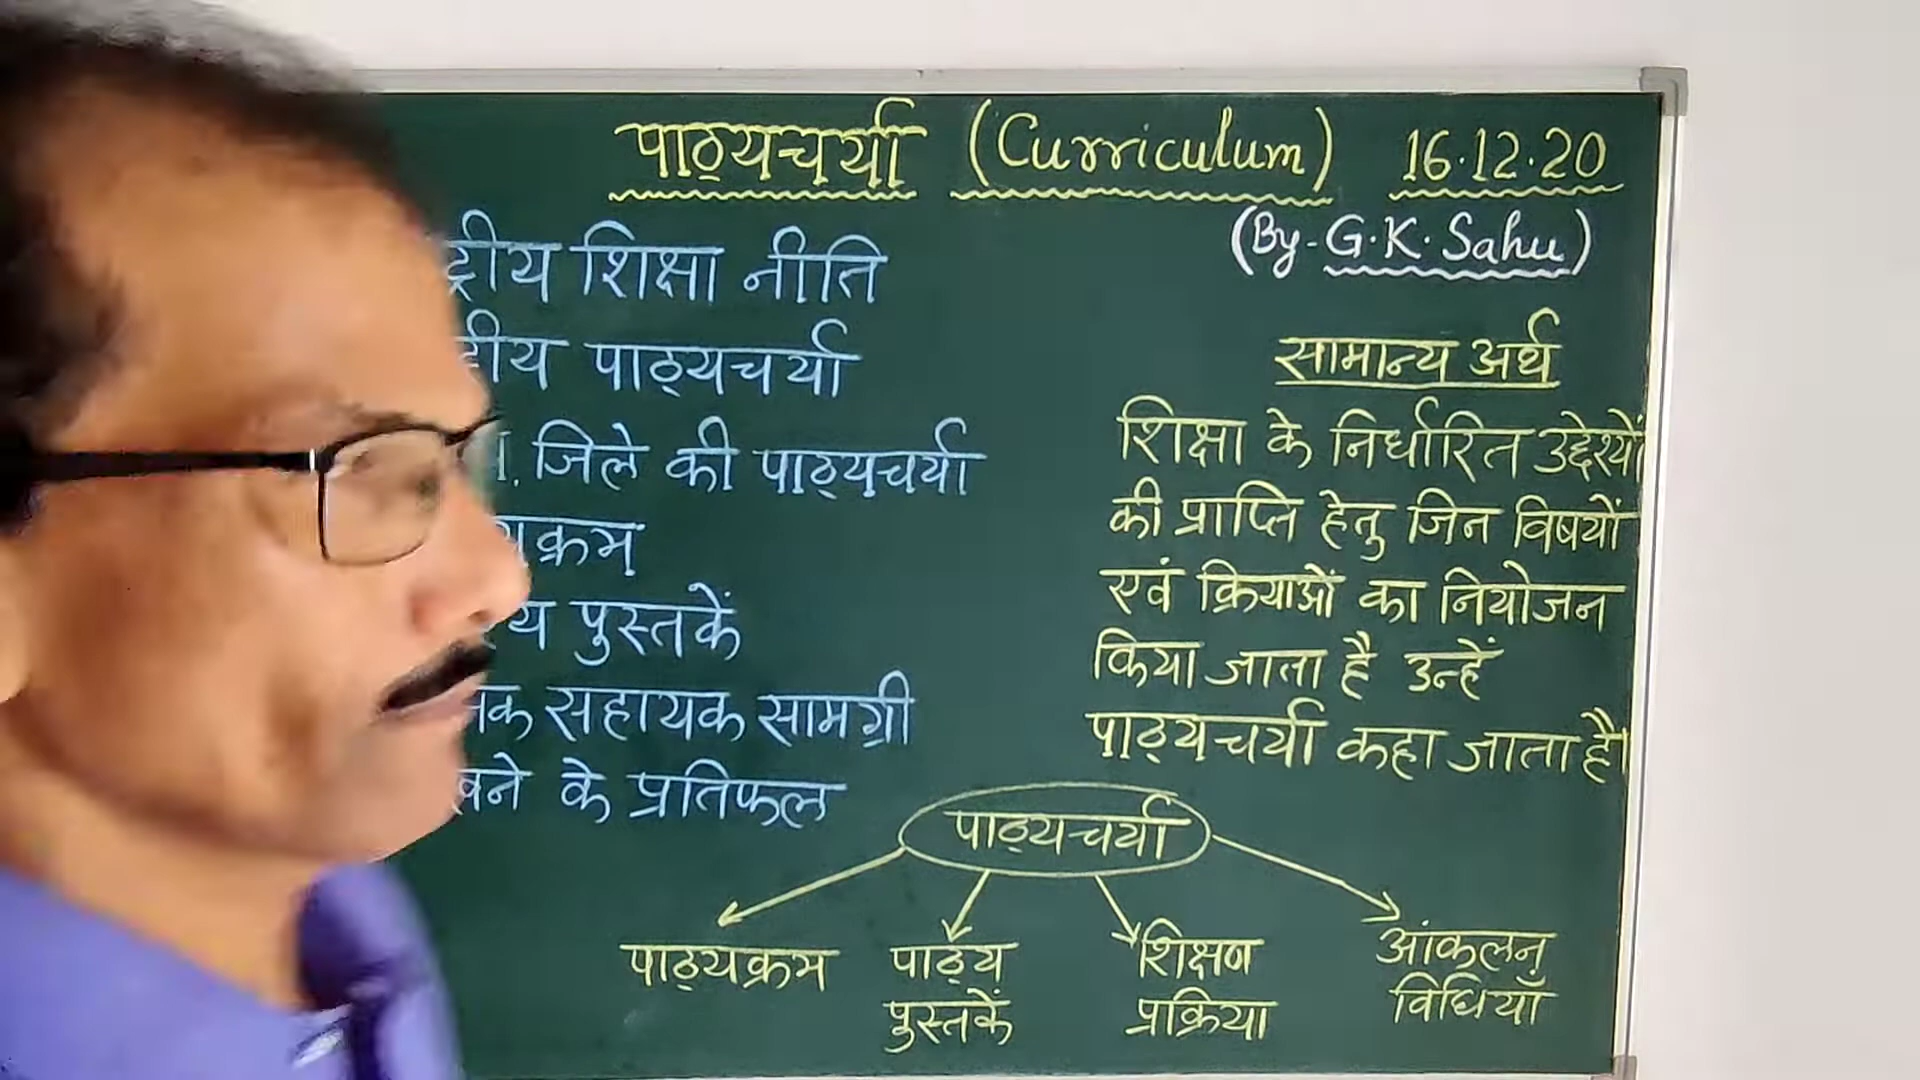 पाठ्यचर्या (Curriculum) 16.12.20
(By- G.K. Sahu)
शिक्षा नीति
पाठ्यचर्या
जिले की पाठ्यचर्या
पुस्तकें
सहायक सामग्री
के प्रतिफल
सामान्य अर्थ
शिक्षा के निर्धारित उद्देश्यों
की प्राप्ति हेतु जिन विषयों
एवं क्रियाओं का नियोजन
किया जाता है उन्हें
पाठ्यचर्या कहा जाता है।
पाठ्यचर्या
पाठ्यक्रम
पाठ्य
पुस्तकें
शिक्षण
प्रक्रिया
आंकलन
विधियाँ